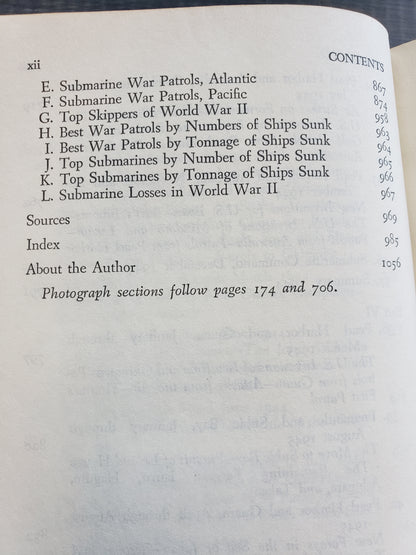 xii CONTENTS
E. Submarine War Patrols, Atlantic 867
F. Submarine War Patrols, Pacific 874
G. Top Skippers of World War II 958
H. Best War Patrols by Numbers of Ships Sunk 963
I. Best War Patrols by Tonnage of Ships Sunk 964
J. Top Submarines by Number of Ships Sunk 965
K. Top Submarines by Tonnage of Ships Sunk 966
L. Submarine Losses in World War II 967
Sources 969
Index 985
About the Author 1056
Photograph sections follow pages 174 and 706.